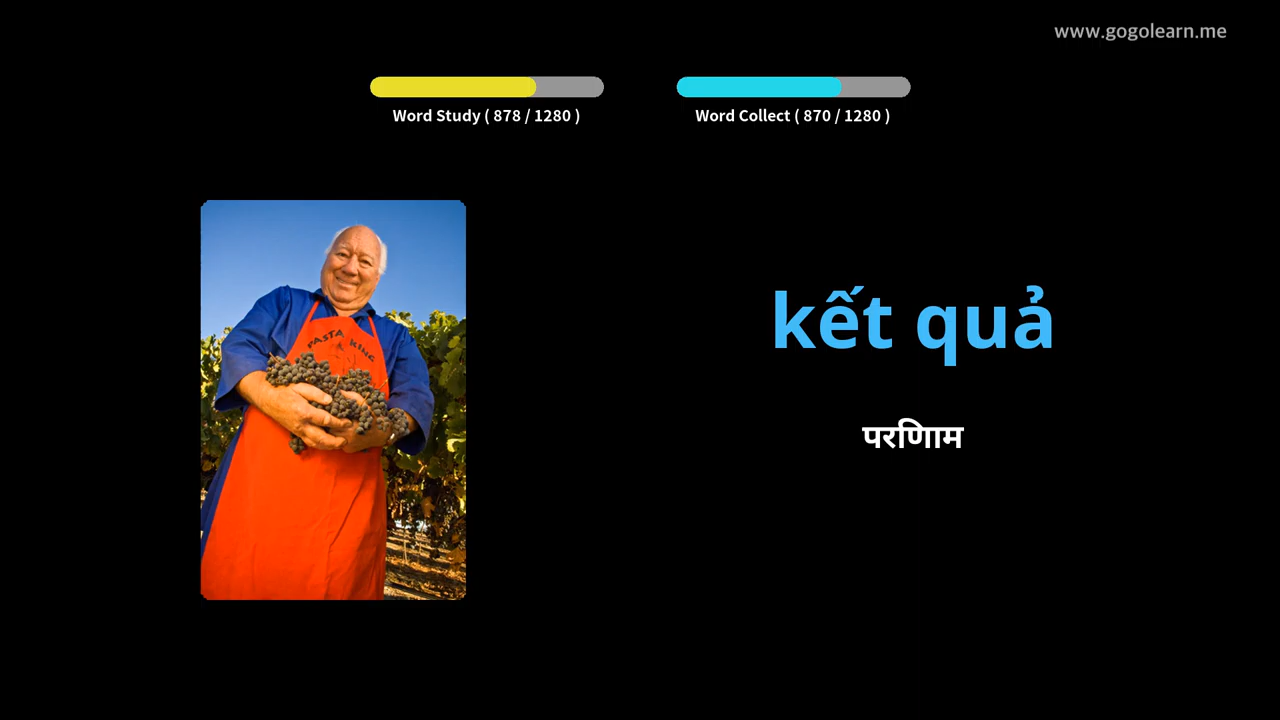 www.gogolearn.me
Word Study ( 878 / 1280 )
Word Collect ( 870 / 1280 )
PASTA KING
kết quả
परिणाम